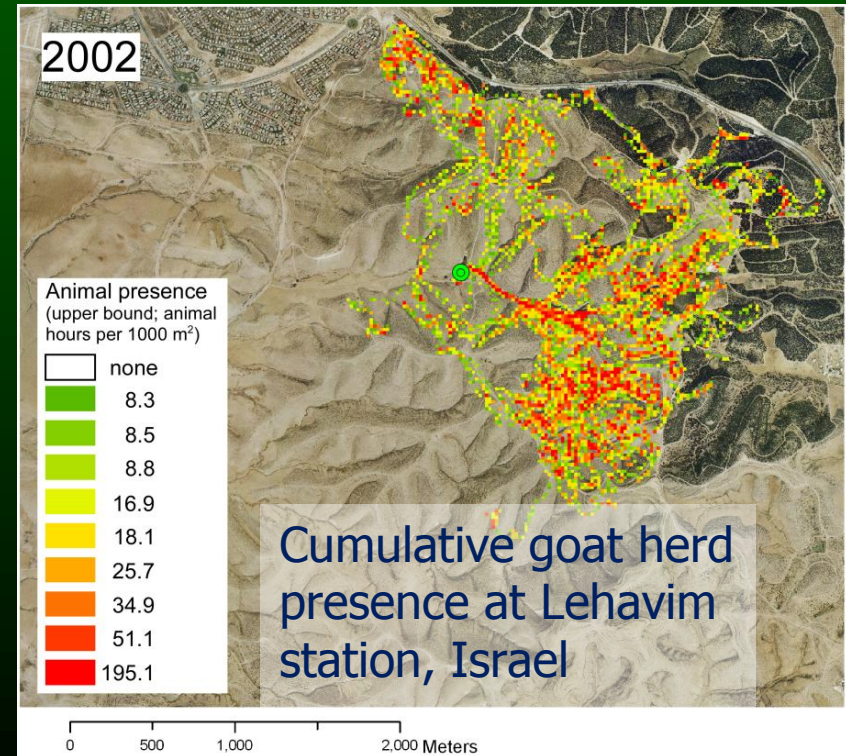 2002
Animal presence
(upper bound; animal
hours per 1000 m²)
none
8.3
8.5
8.8
16.9
18.1
25.7
34.9
51.1
195.1
Cumulative goat herd
presence at Lehavim
station, Israel
0 500 1,000 2,000 Meters